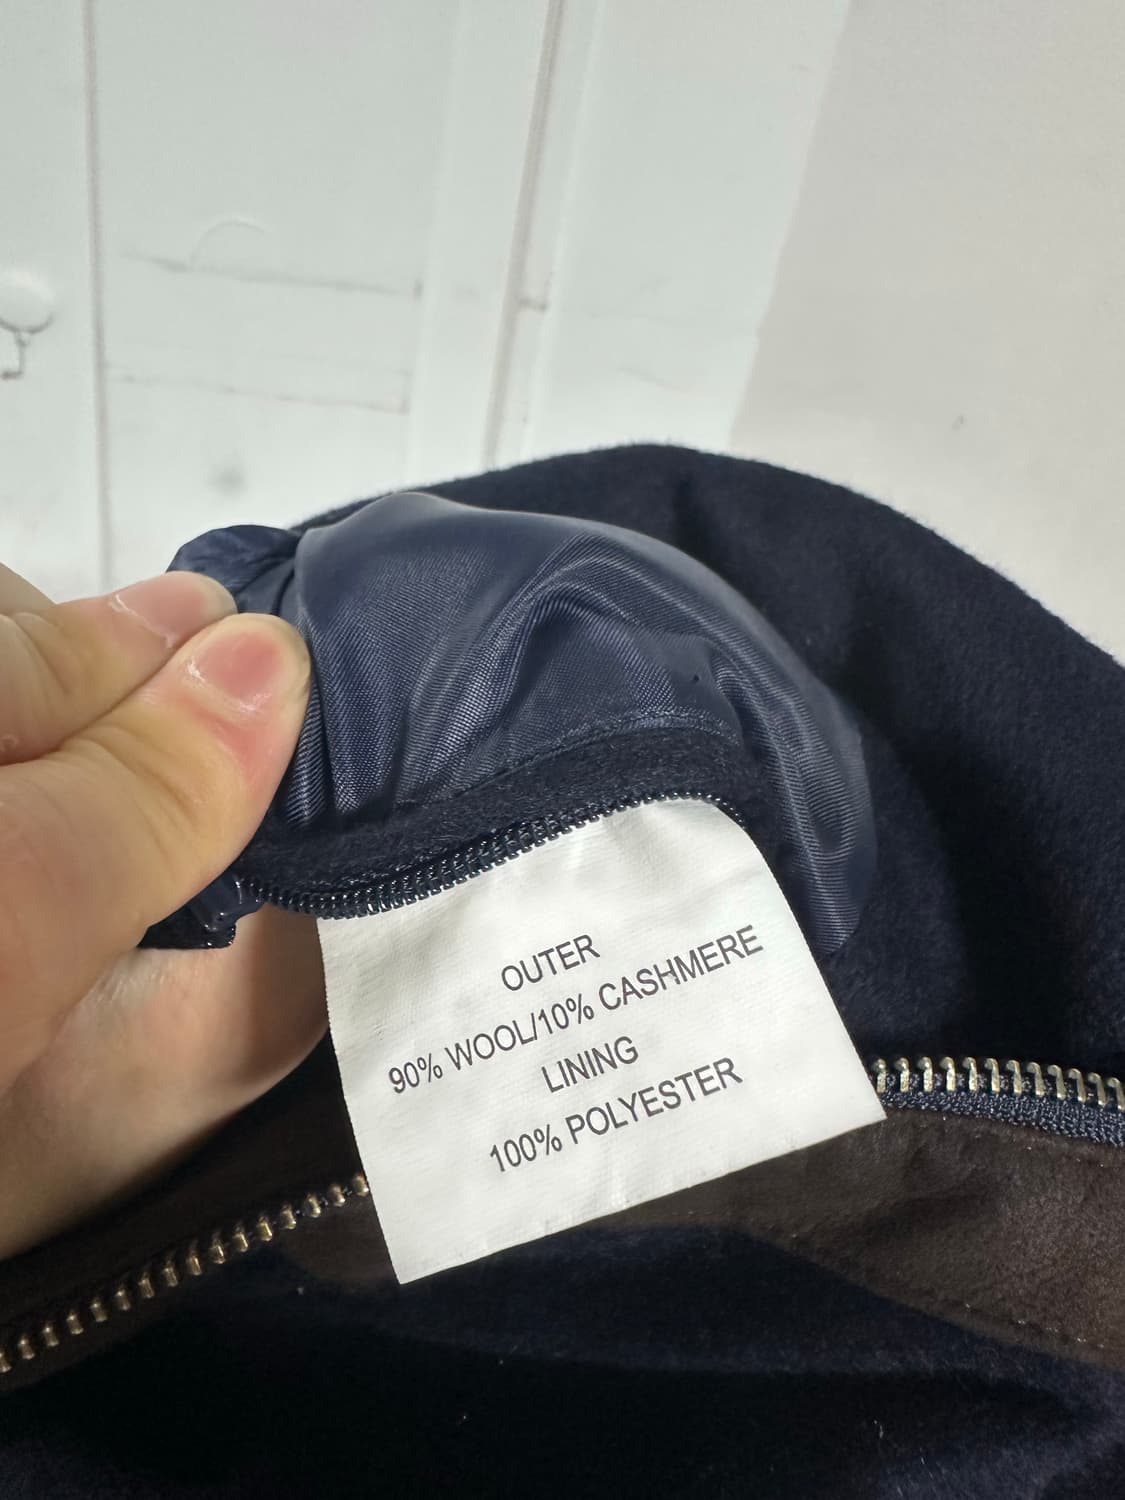 OUTER
90% WOOL/10% CASHMERE
LINING
100% POLYESTER